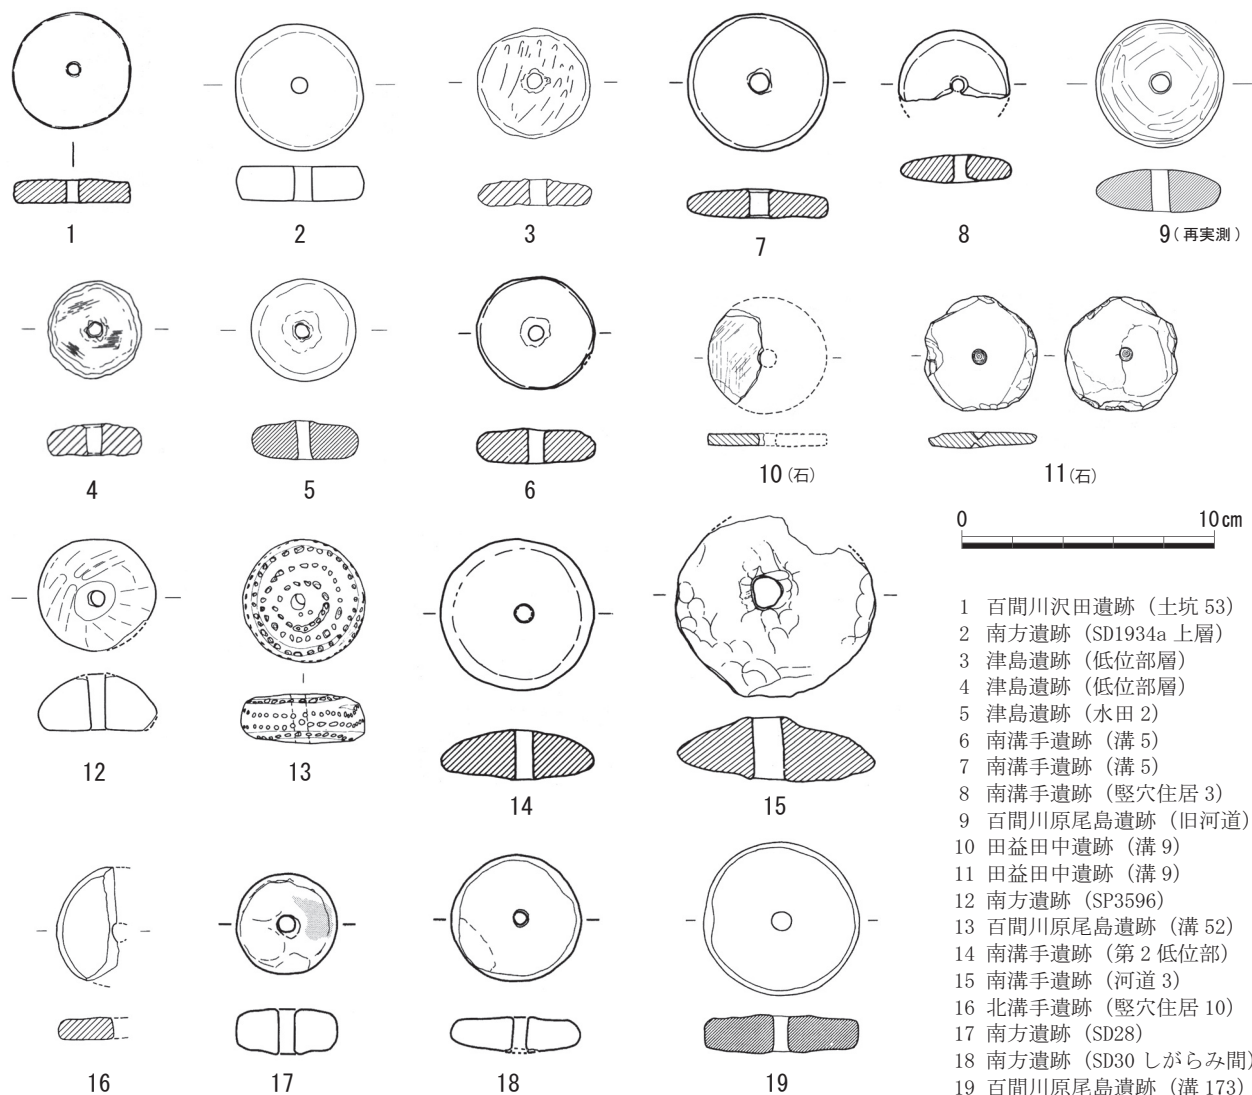 1
2
3
7
8
9(再実測)
4
5
6
10(石)
11(石)
0 10cm
12
13
14
15
16
17
18
19
1 百間川沢田遺跡(土坑 53)
2 南方遺跡(SD1934a 上層)
3 津島遺跡(低位部層)
4 津島遺跡(低位部層)
5 津島遺跡(水田 2)
6 南溝手遺跡(溝 5)
7 南溝手遺跡(溝 5)
8 南溝手遺跡(竪穴住居 3)
9 百間川原尾島遺跡(旧河道)
10 田益田中遺跡(溝 9)
11 田益田中遺跡(溝 9)
12 南方遺跡(SP3596)
13 百間川原尾島遺跡(溝 52)
14 南溝手遺跡(第 2 低位部)
15 南溝手遺跡(河道 3)
16 北溝手遺跡(竪穴住居 10)
17 南方遺跡(SD28)
18 南方遺跡(SD30 しがらみ間)
19 百間川原尾島遺跡(溝 173)